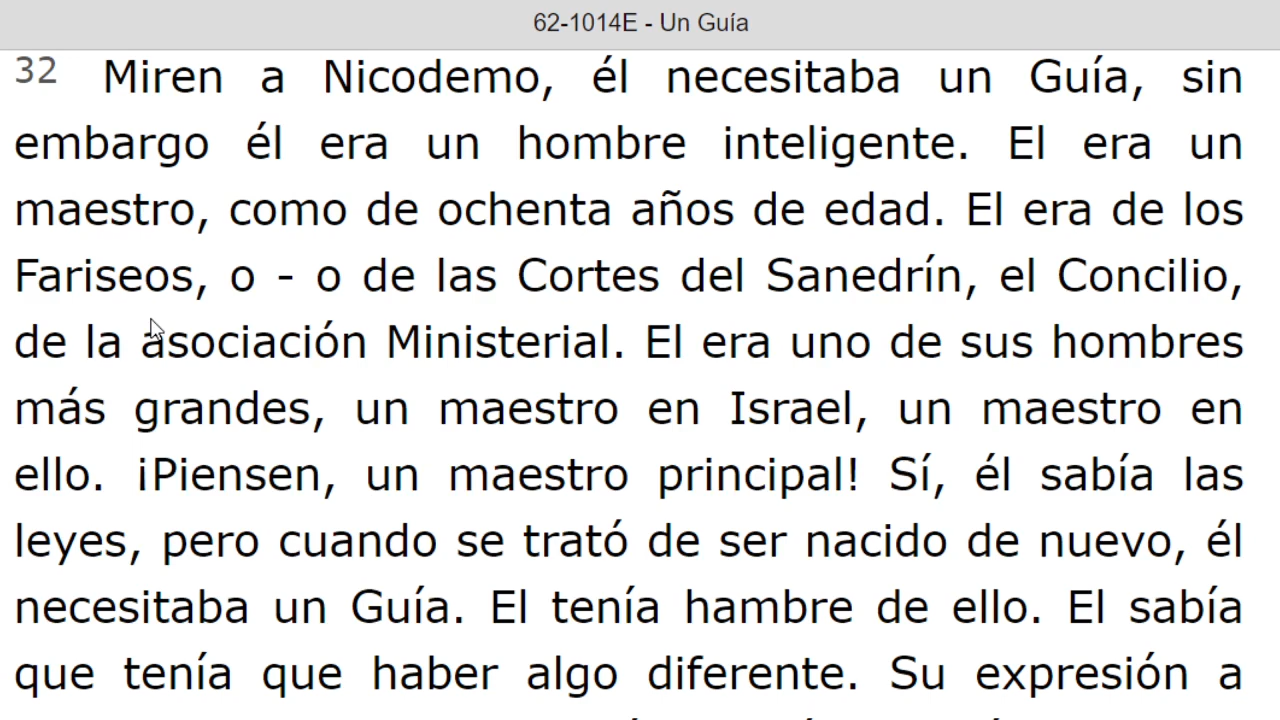 62-1014E - Un Guía
32 Miren a Nicodemo, él necesitaba un Guía, sin
embargo él era un hombre inteligente. El era un
maestro, como de ochenta años de edad. El era de los
Fariseos, o - o de las Cortes del Sanedrín, el Concilio,
de la asociación Ministerial. El era uno de sus hombres
más grandes, un maestro en Israel, un maestro en
ello. ¡Piensen, un maestro principal! Sí, él sabía las
leyes, pero cuando se trató de ser nacido de nuevo, él
necesitaba un Guía. El tenía hambre de ello. El sabía
que tenía que haber algo diferente. Su expresión a